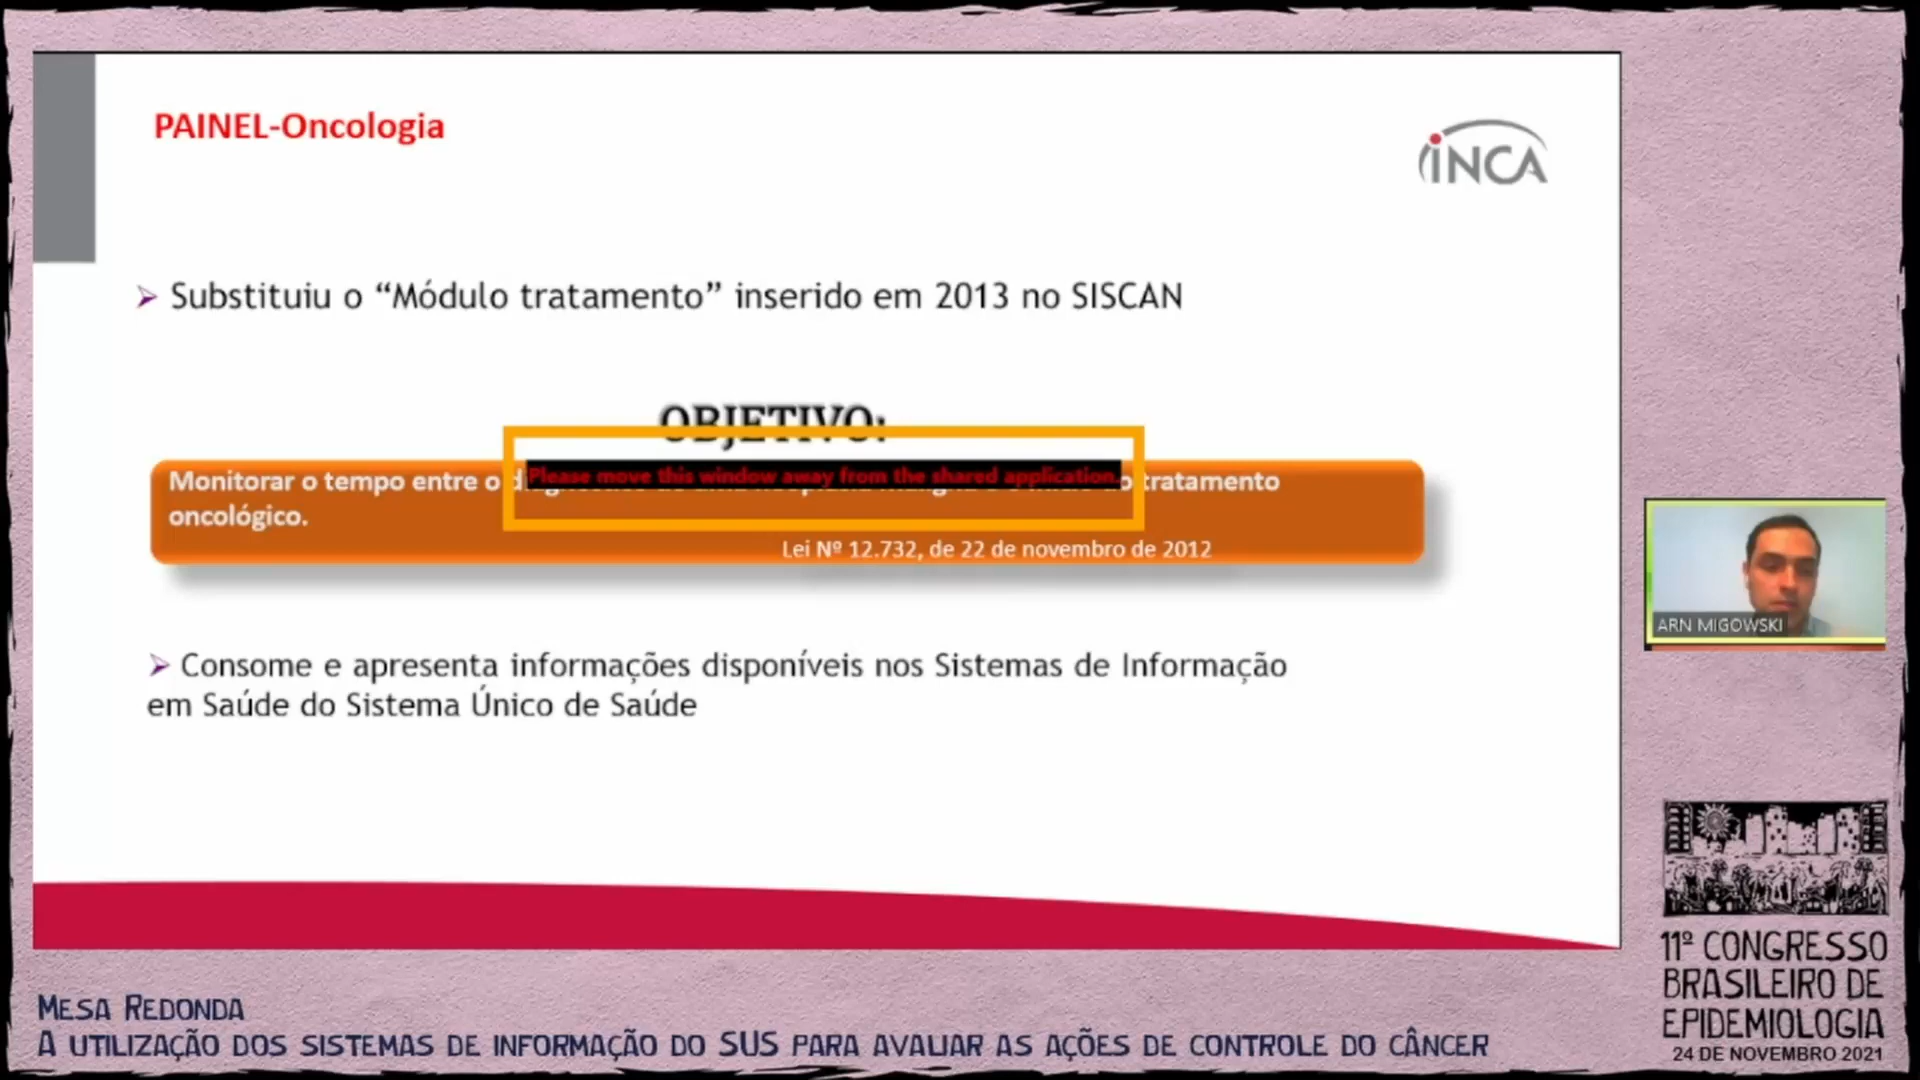 PAINEL-Oncologia
INCA
➢ Substituiu o “Módulo tratamento” inserido em 2013 no SISCAN
OBJETIVO:
Please move this window away from the shared application.
Monitorar o tempo entre o tratamento
oncológico.
Lei Nº 12.732, de 22 de novembro de 2012
➢ Consome e apresenta informações disponíveis nos Sistemas de Informação
em Saúde do Sistema Único de Saúde
ARN MIGOWSKI
11º CONGRESSO
BRASILEIRO DE
EPIDEMIOLOGIA
24 DE NOVEMBRO 2021
MESA REDONDA
A UTILIZAÇÃO DOS SISTEMAS DE INFORMAÇÃO DO SUS PARA AVALIAR AS AÇÕES DE CONTROLE DO CÂNCER